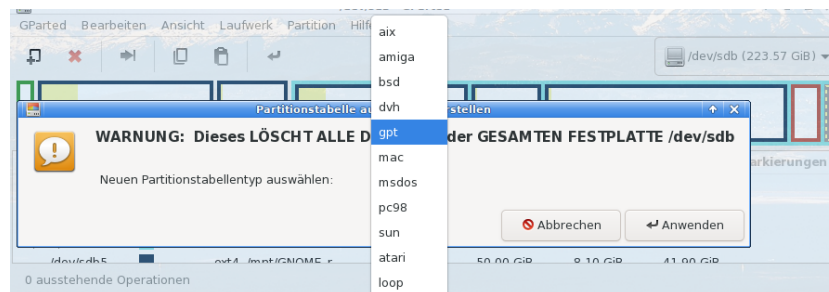 GParted Bearbeiten Ansicht Laufwerk Partition Hilf
/dev/sdb (223.57 GiB)
Partitionstabelle au stellen
WARNUNG: Dieses LÖSCHT ALLE D der GESAMTEN FESTPLATTE /dev/sdb
Neuen Partitionstabellentyp auswählen:
aix
amiga
bsd
dvh
gpt
mac
msdos
pc98
sun
atari
loop
arkierungen
Abbrechen Anwenden
/dev/sdb5 ext4 /mnt/GNOME_r 50.00 GiB 8.10 GiB 41.90 GiB
0 ausstehende Operationen